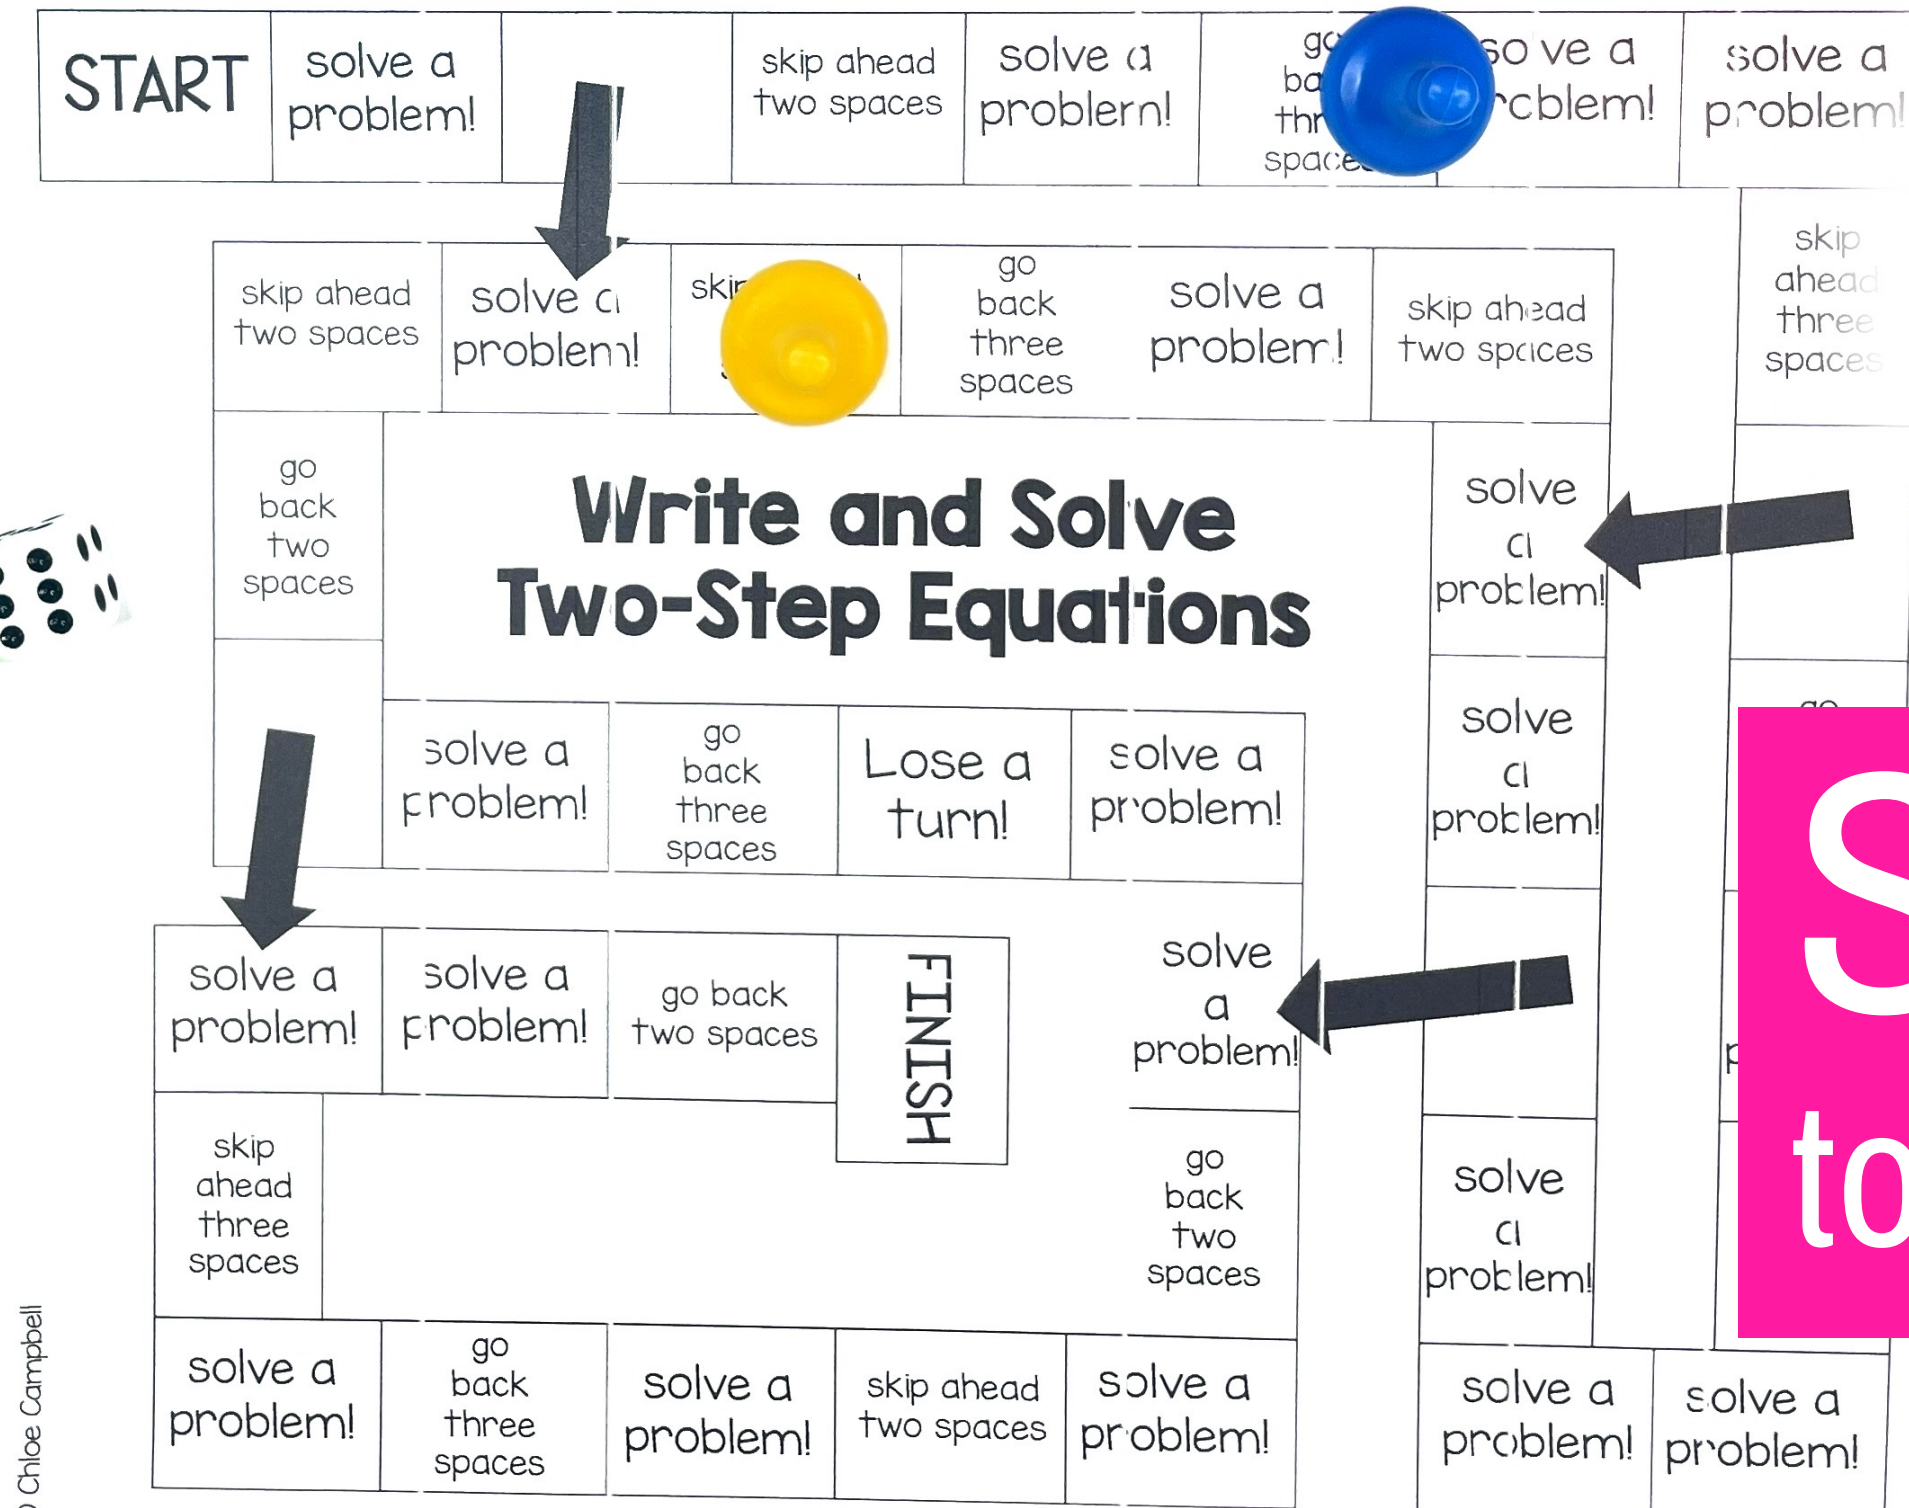 START
solve a
problem!
skip ahead
two spaces
solve a
problem!
solve a
problem!
solve a
problem!
skip
ahead
three
spaces
skip ahead
two spaces
solve a
problem!
go
back
three
spaces
solve a
problem!
skip ahead
two spaces
go
back
two
spaces
Write and Solve
Two-Step Equations
solve
a
problem!
solve
a
problem!
solve a
problem!
go
back
three
spaces
Lose a
turn!
solve a
problem!
solve a
problem!
solve a
problem!
go back
two spaces
FINISH
solve
a
problem!
skip
ahead
three
spaces
go
back
two
spaces
solve
a
problem!
solve a
problem!
go
back
three
spaces
solve a
problem!
skip ahead
two spaces
solve a
problem!
solve a
problem!
solve a
problem!
Chloe Campbell
to